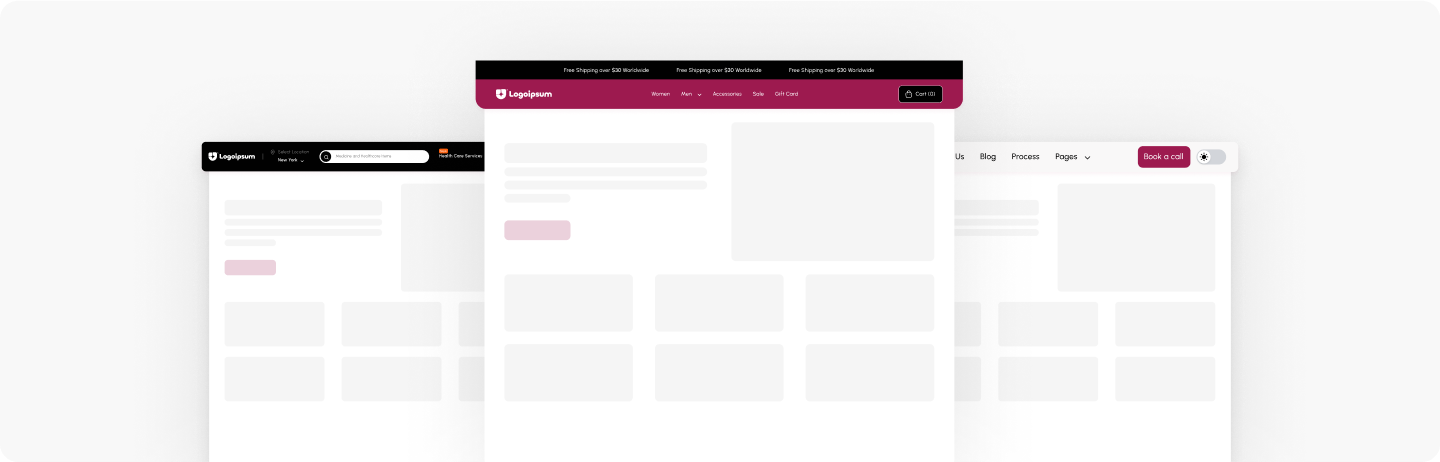 Free Shipping over $30 Worldwide Free Shipping over $30 Worldwide Free Shipping over $30 Worldwide
Logoipsum Women Men Accessories Sale Gift Card Cart (0)
Logoipsum Select Location
New York
Medicine and healthcare items
Health Care Services
Us Blog Process Pages Book a call